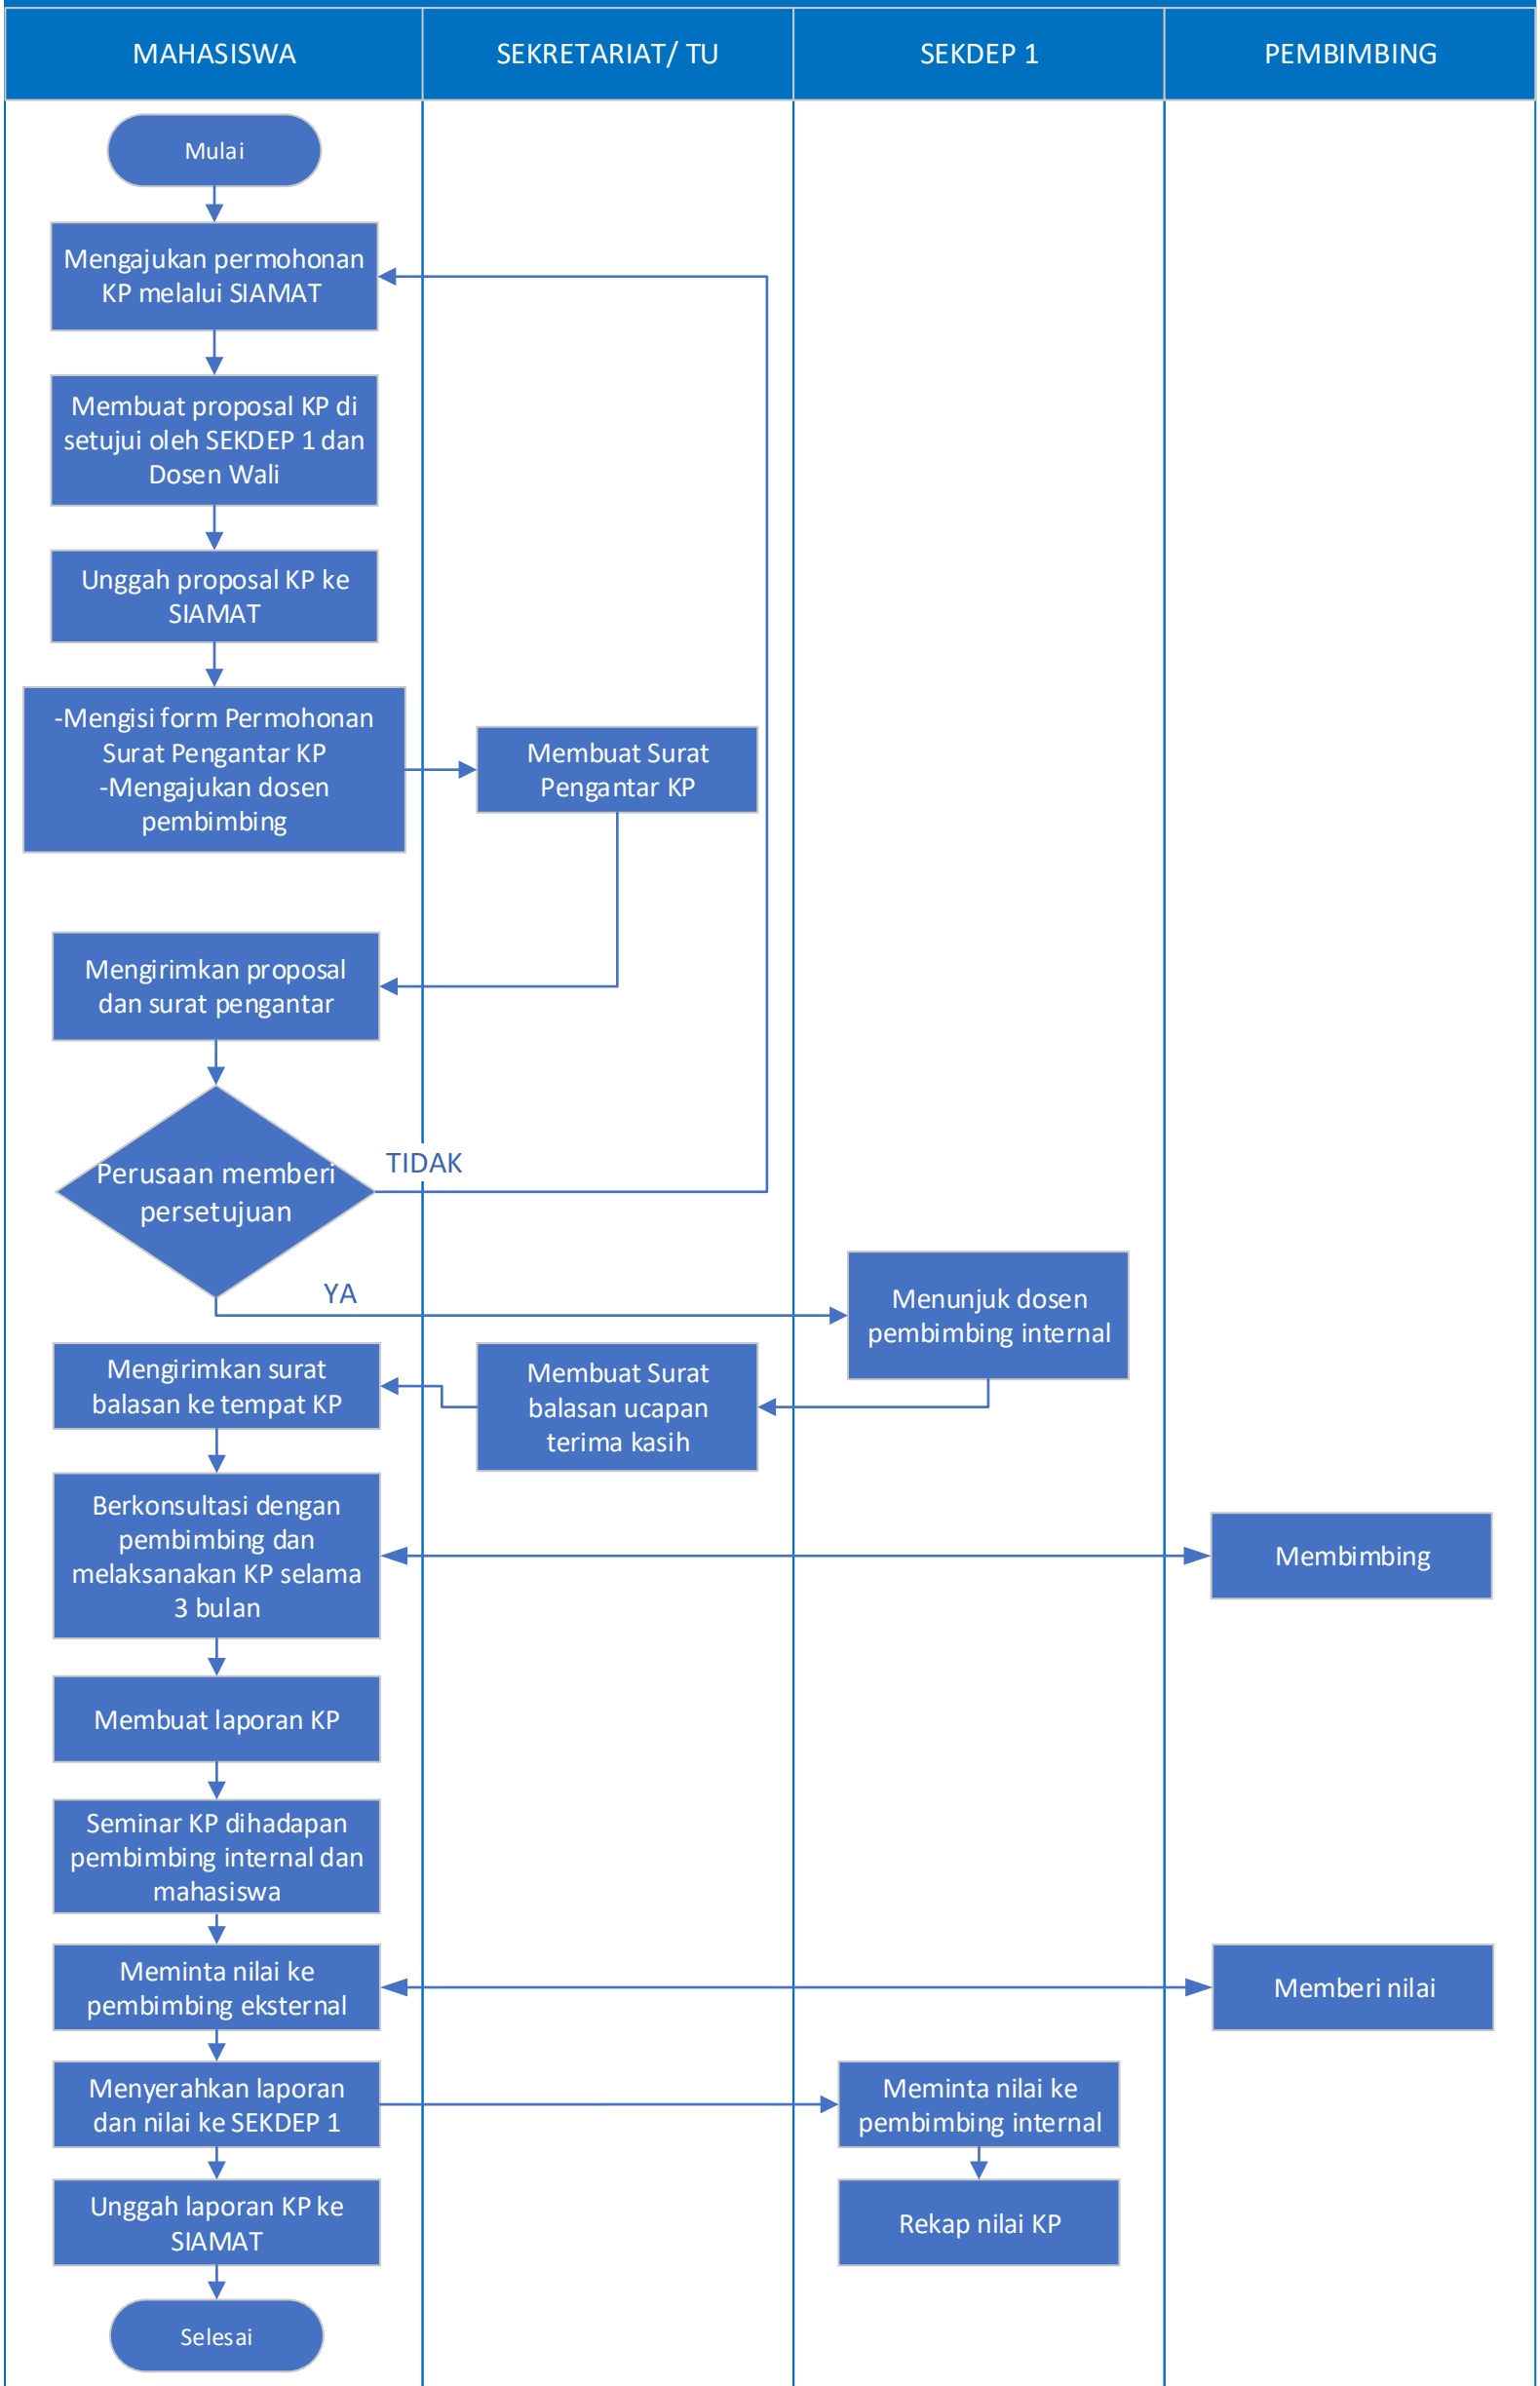 MAHASISWA
SEKRETARIAT/ TU
SEKDEP 1
PEMBIMBING
Mulai
Mengajukan permohonan
KP melalui SIAMAT
Membuat proposal KP di
setujui oleh SEKDEP 1 dan
Dosen Wali
Unggah proposal KP ke
SIAMAT
-Mengisi form Permohonan
Surat Pengantar KP
-Mengajukan dosen
pembimbing
Membuat Surat
Pengantar KP
Mengirimkan proposal
dan surat pengantar
Perusaan memberi
persetujuan
TIDAK
YA
Menunjuk dosen
pembimbing internal
Membuat Surat
balasan ucapan
terima kasih
Mengirimkan surat
balasan ke tempat KP
Berkonsultasi dengan
pembimbing dan
melaksanakan KP selama
3 bulan
Membimbing
Membuat laporan KP
Seminar KP dihadapan
pembimbing internal dan
mahasiswa
Meminta nilai ke
pembimbing eksternal
Memberi nilai
Menyerahkan laporan
dan nilai ke SEKDEP 1
Meminta nilai ke
pembimbing internal
Unggah laporan KP ke
SIAMAT
Rekap nilai KP
Selesai